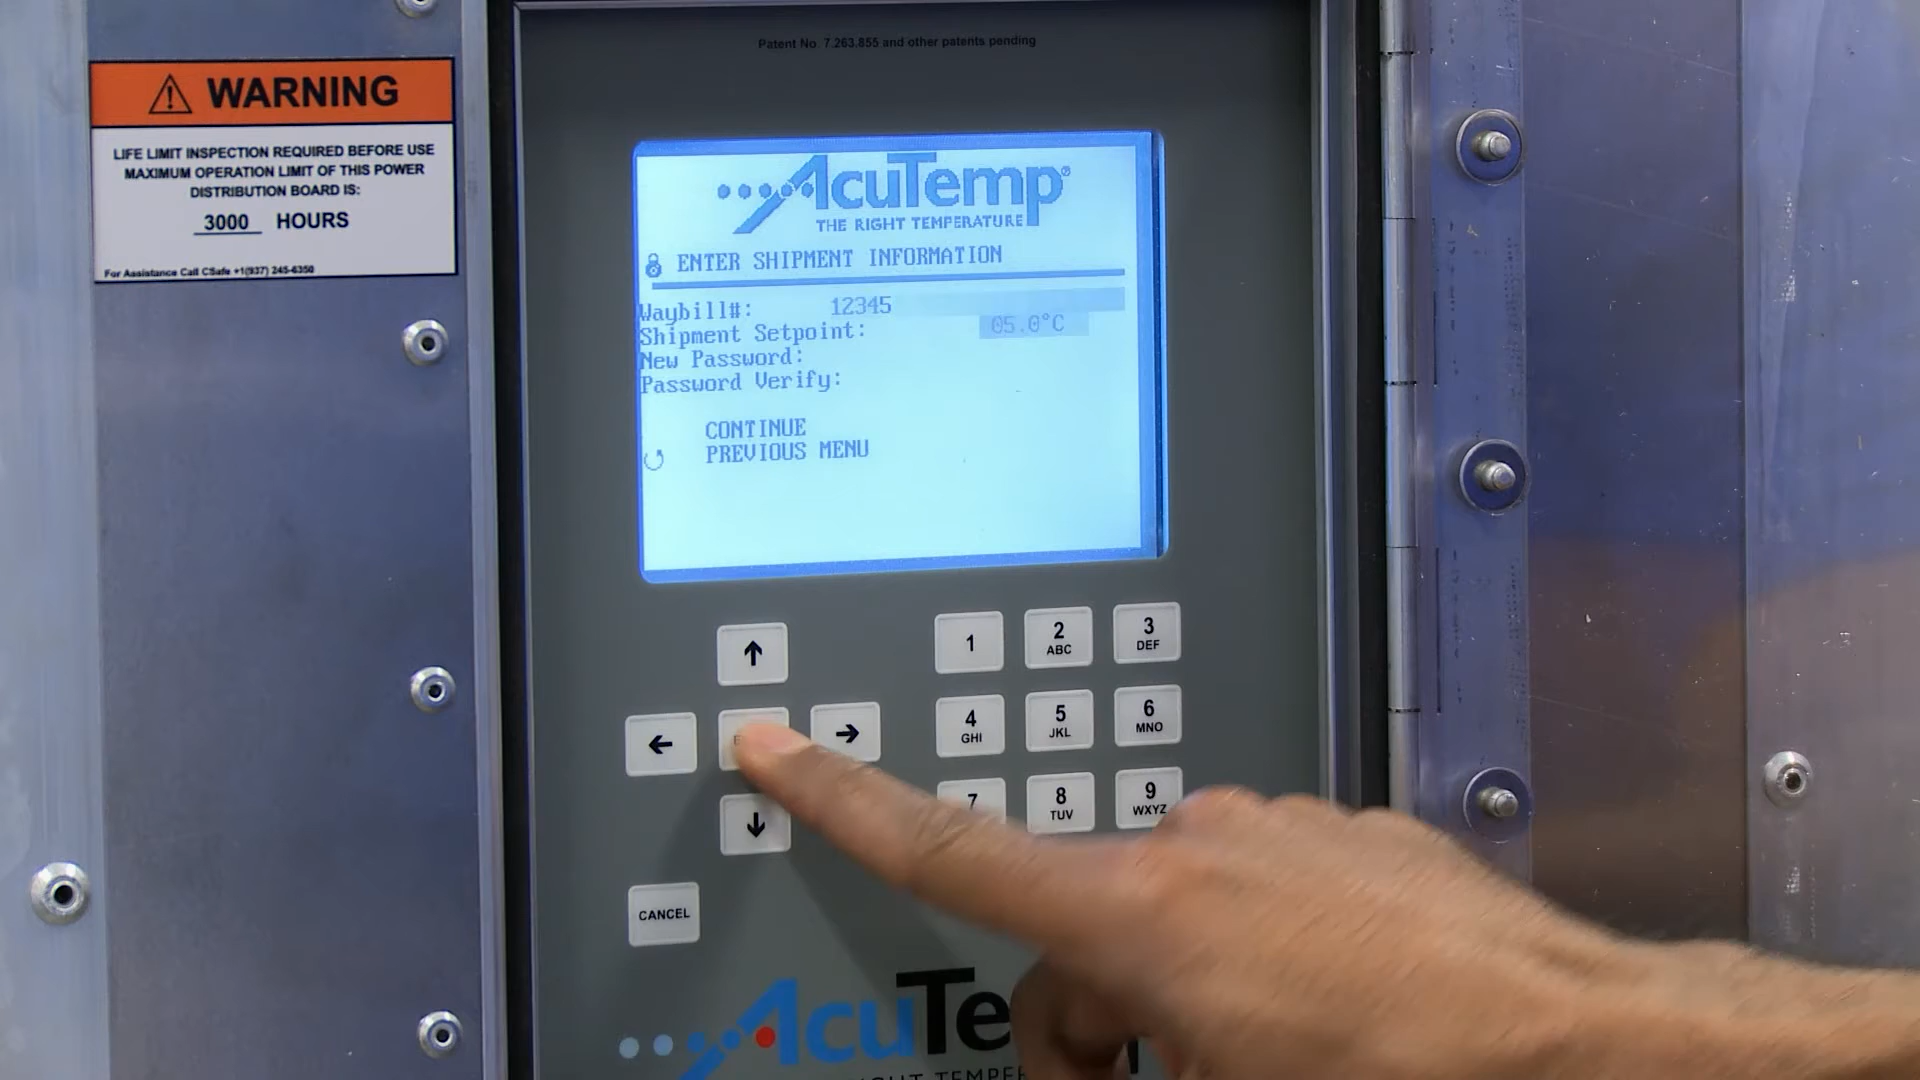 Patent No. 7,263,855 and other patents pending
WARNING
LIFE LIMIT INSPECTION REQUIRED BEFORE USE
MAXIMUM OPERATION LIMIT OF THIS POWER
DISTRIBUTION BOARD IS:
3000 HOURS
For Assistance Call CSafe +1(937) 245-6350
AcuTemp®
THE RIGHT TEMPERATURE
ENTER SHIPMENT INFORMATION
Waybill#: 12345
Shipment Setpoint: 05.0°C
New Password:
Password Verify:
CONTINUE
PREVIOUS MENU
1
2 ABC
3 DEF
4 GHI
5 JKL
6 MNO
7
8 TUV
9 WXYZ
CANCEL
AcuTe